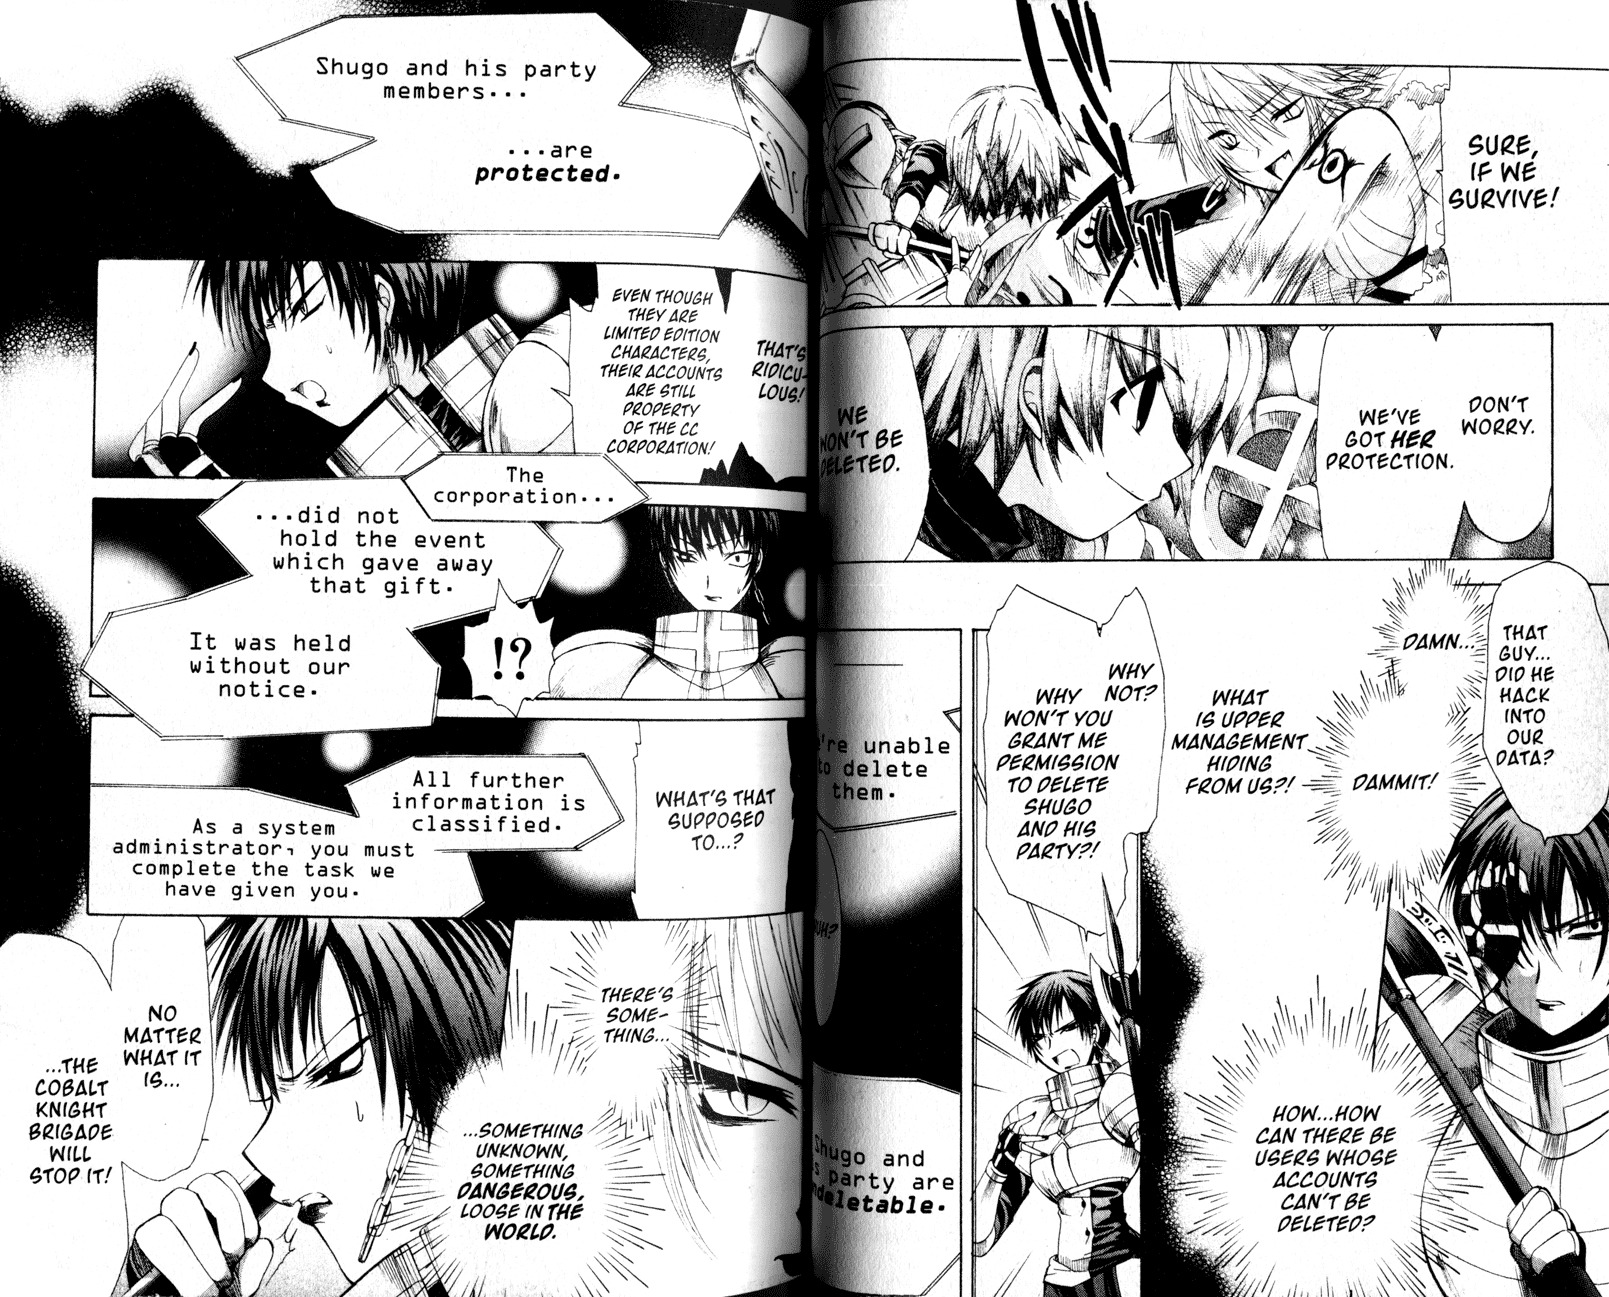 SURE,
IF WE
SURVIVE!
DON'T
WORRY.
WE'VE
GOT HER
PROTECTION.
WE
WON'T BE
DELETED.
THAT
GUY...
DID HE
HACK
INTO
OUR
DATA?
DAMN...
DAMMIT!
HOW...HOW
CAN THERE BE
USERS WHOSE
ACCOUNTS
CAN'T BE
DELETED?
WHAT
IS UPPER
MANAGEMENT
HIDING
FROM US?!
WHY
NOT?
WHY
WON'T YOU
GRANT ME
PERMISSION
TO DELETE
SHUGO
AND HIS
PARTY?!
're unable
to delete
them.
Shugo and
party are
undeletable.
Shugo and his party
members...
...are
protected.
THAT'S
RIDICU-
LOUS!
EVEN THOUGH
THEY ARE
LIMITED EDITION
CHARACTERS,
THEIR ACCOUNTS
ARE STILL
PROPERTY
OF THE CC
CORPORATION!
The
corporation...
...did not
hold the event
which gave away
that gift.
It was held
without our
notice.
!?
WHAT'S THAT
SUPPOSED
TO...?
All further
information is
classified.
As a system
administrator, you must
complete the task we
have given you.
THERE'S
SOME-
THING...
...SOMETHING
UNKNOWN,
SOMETHING
DANGEROUS,
LOOSE IN THE
WORLD.
NO
MATTER
WHAT IT
IS...
...THE
COBALT
KNIGHT
BRIGADE
WILL
STOP IT!